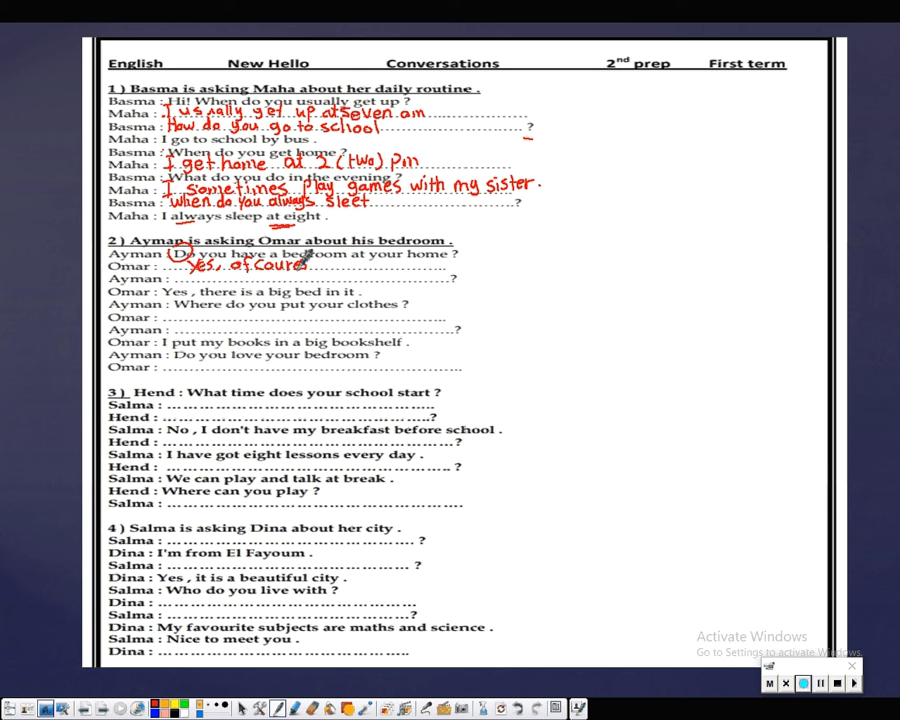 English New Hello Conversations 2nd prep First term
1 ) Basma is asking Maha about her daily routine .
Basma : Hi! When do you usually get up ?
Maha : I usually get up at seven am
Basma : How do you go to school ?
Maha : I go to school by bus .
Basma : When do you get home ?
Maha : I get home at 2 (two) pm
Basma : What do you do in the evening ?
Maha : I sometimes play games with my sister.
Basma : when do you always sleet ?
Maha : I always sleep at eight .
2 ) Ayman is asking Omar about his bedroom .
Ayman : Do you have a bedroom at your home ?
Omar : yes, of coures
Ayman : ……………………………………………?
Omar : Yes , there is a big bed in it .
Ayman : Where do you put your clothes ?
Omar : ……………………………………………..
Ayman : ……………………………………………?
Omar : I put my books in a big bookshelf .
Ayman : Do you love your bedroom ?
Omar : ……………………………………………….
3 ) Hend : What time does your school start ?
Salma : …………………………………………..
Hend : …………………………………………..?
Salma : No , I don't have my breakfast before school .
Hend : ………………………………………………?
Salma : I have got eight lessons every day .
Hend : …………………………………………….. ?
Salma : We can play and talk at break .
Hend : Where can you play ?
Salma : ……………………………………………….
4 ) Salma is asking Dina about her city .
Salma : …………………………………………. ?
Dina : I'm from El Fayoum .
Salma : ………………………………………… ?
Dina : Yes , it is a beautiful city .
Salma : Who do you live with ?
Dina : …………………………………………
Salma : …………………………………………?
Dina : My favourite subjects are maths and science .
Salma : Nice to meet you .
Dina : ………………………………………..
Activate Windows
Go to Settings to activate Windows.
M